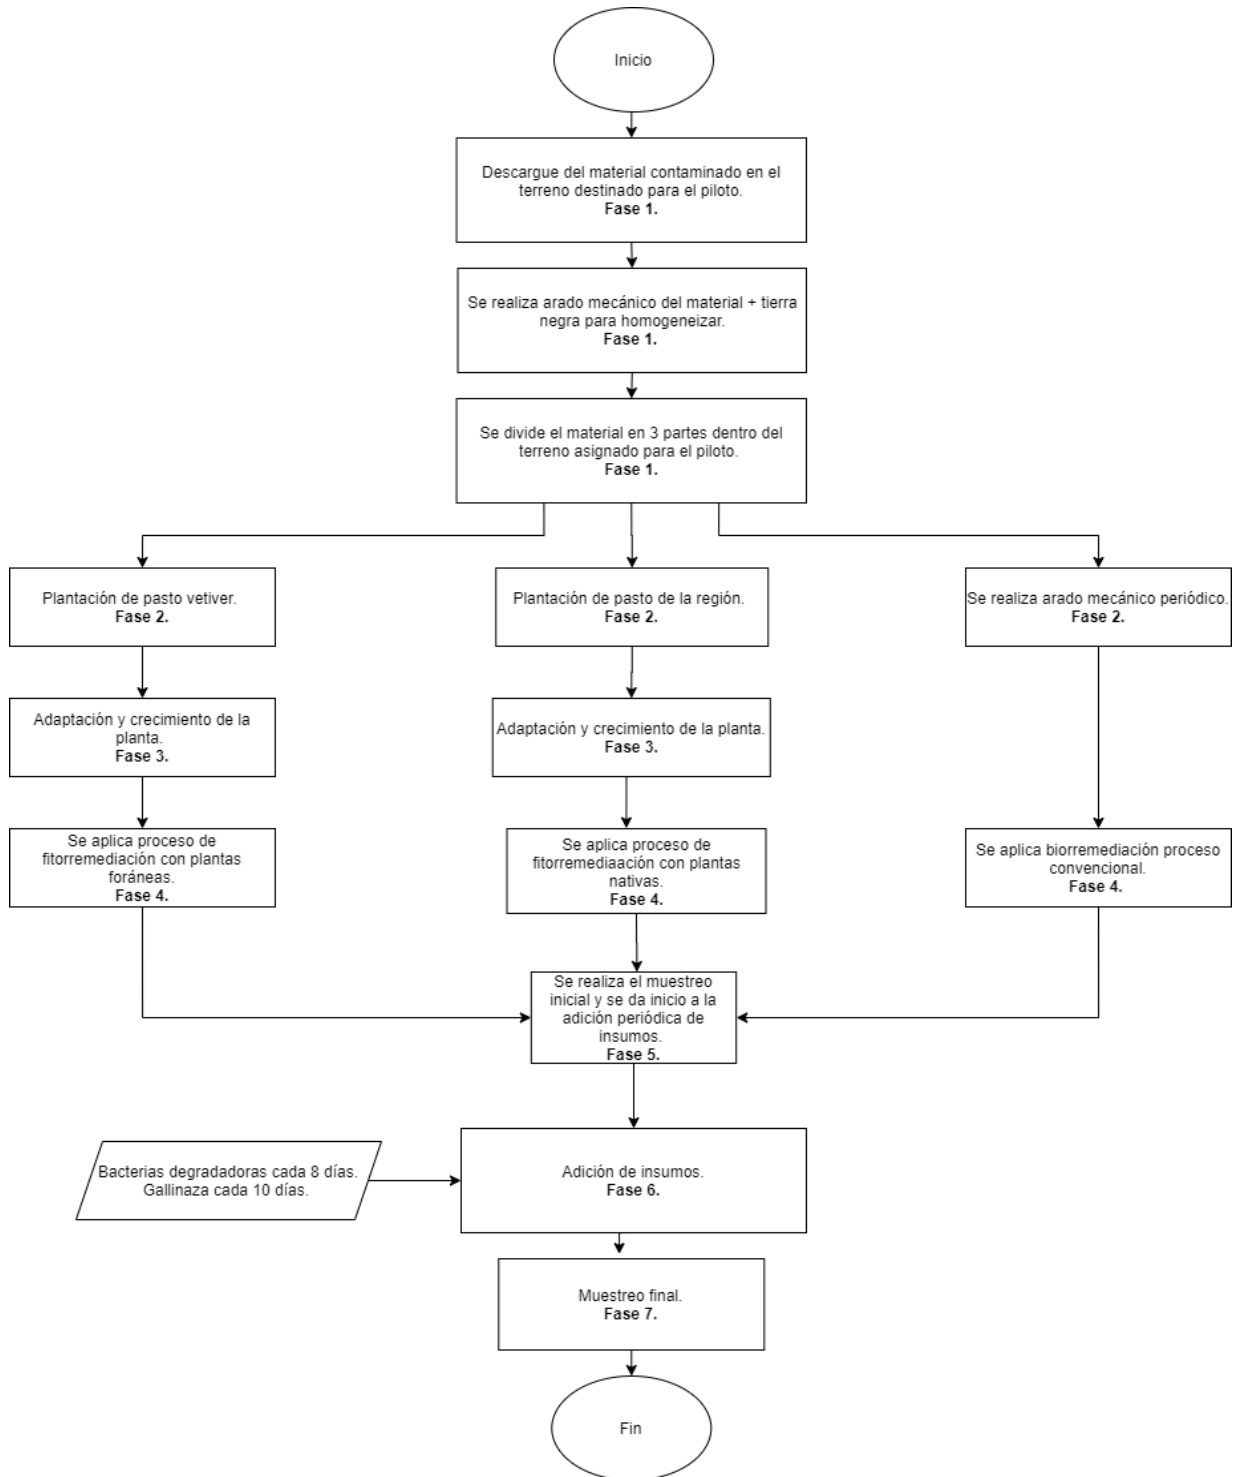 Inicio
Descargue del material contaminado en el
terreno destinado para el piloto.
Fase 1.
Se realiza arado mecánico del material + tierra
negra para homogeneizar.
Fase 1.
Se divide el material en 3 partes dentro del
terreno asignado para el piloto.
Fase 1.
Plantación de pasto vetiver.
Fase 2.
Plantación de pasto de la región.
Fase 2.
Se realiza arado mecánico periódico.
Fase 2.
Adaptación y crecimiento de la
planta.
Fase 3.
Adaptación y crecimiento de la planta.
Fase 3.
Se aplica proceso de
fitorremediación con plantas
foráneas.
Fase 4.
Se aplica proceso de
fitorremediaación con plantas
nativas.
Fase 4.
Se aplica biorremediación proceso
convencional.
Fase 4.
Se realiza el muestreo
inicial y se da inicio a la
adición periódica de
insumos.
Fase 5.
Bacterias degradadoras cada 8 días.
Gallinaza cada 10 días.
Adición de insumos.
Fase 6.
Muestreo final.
Fase 7.
Fin